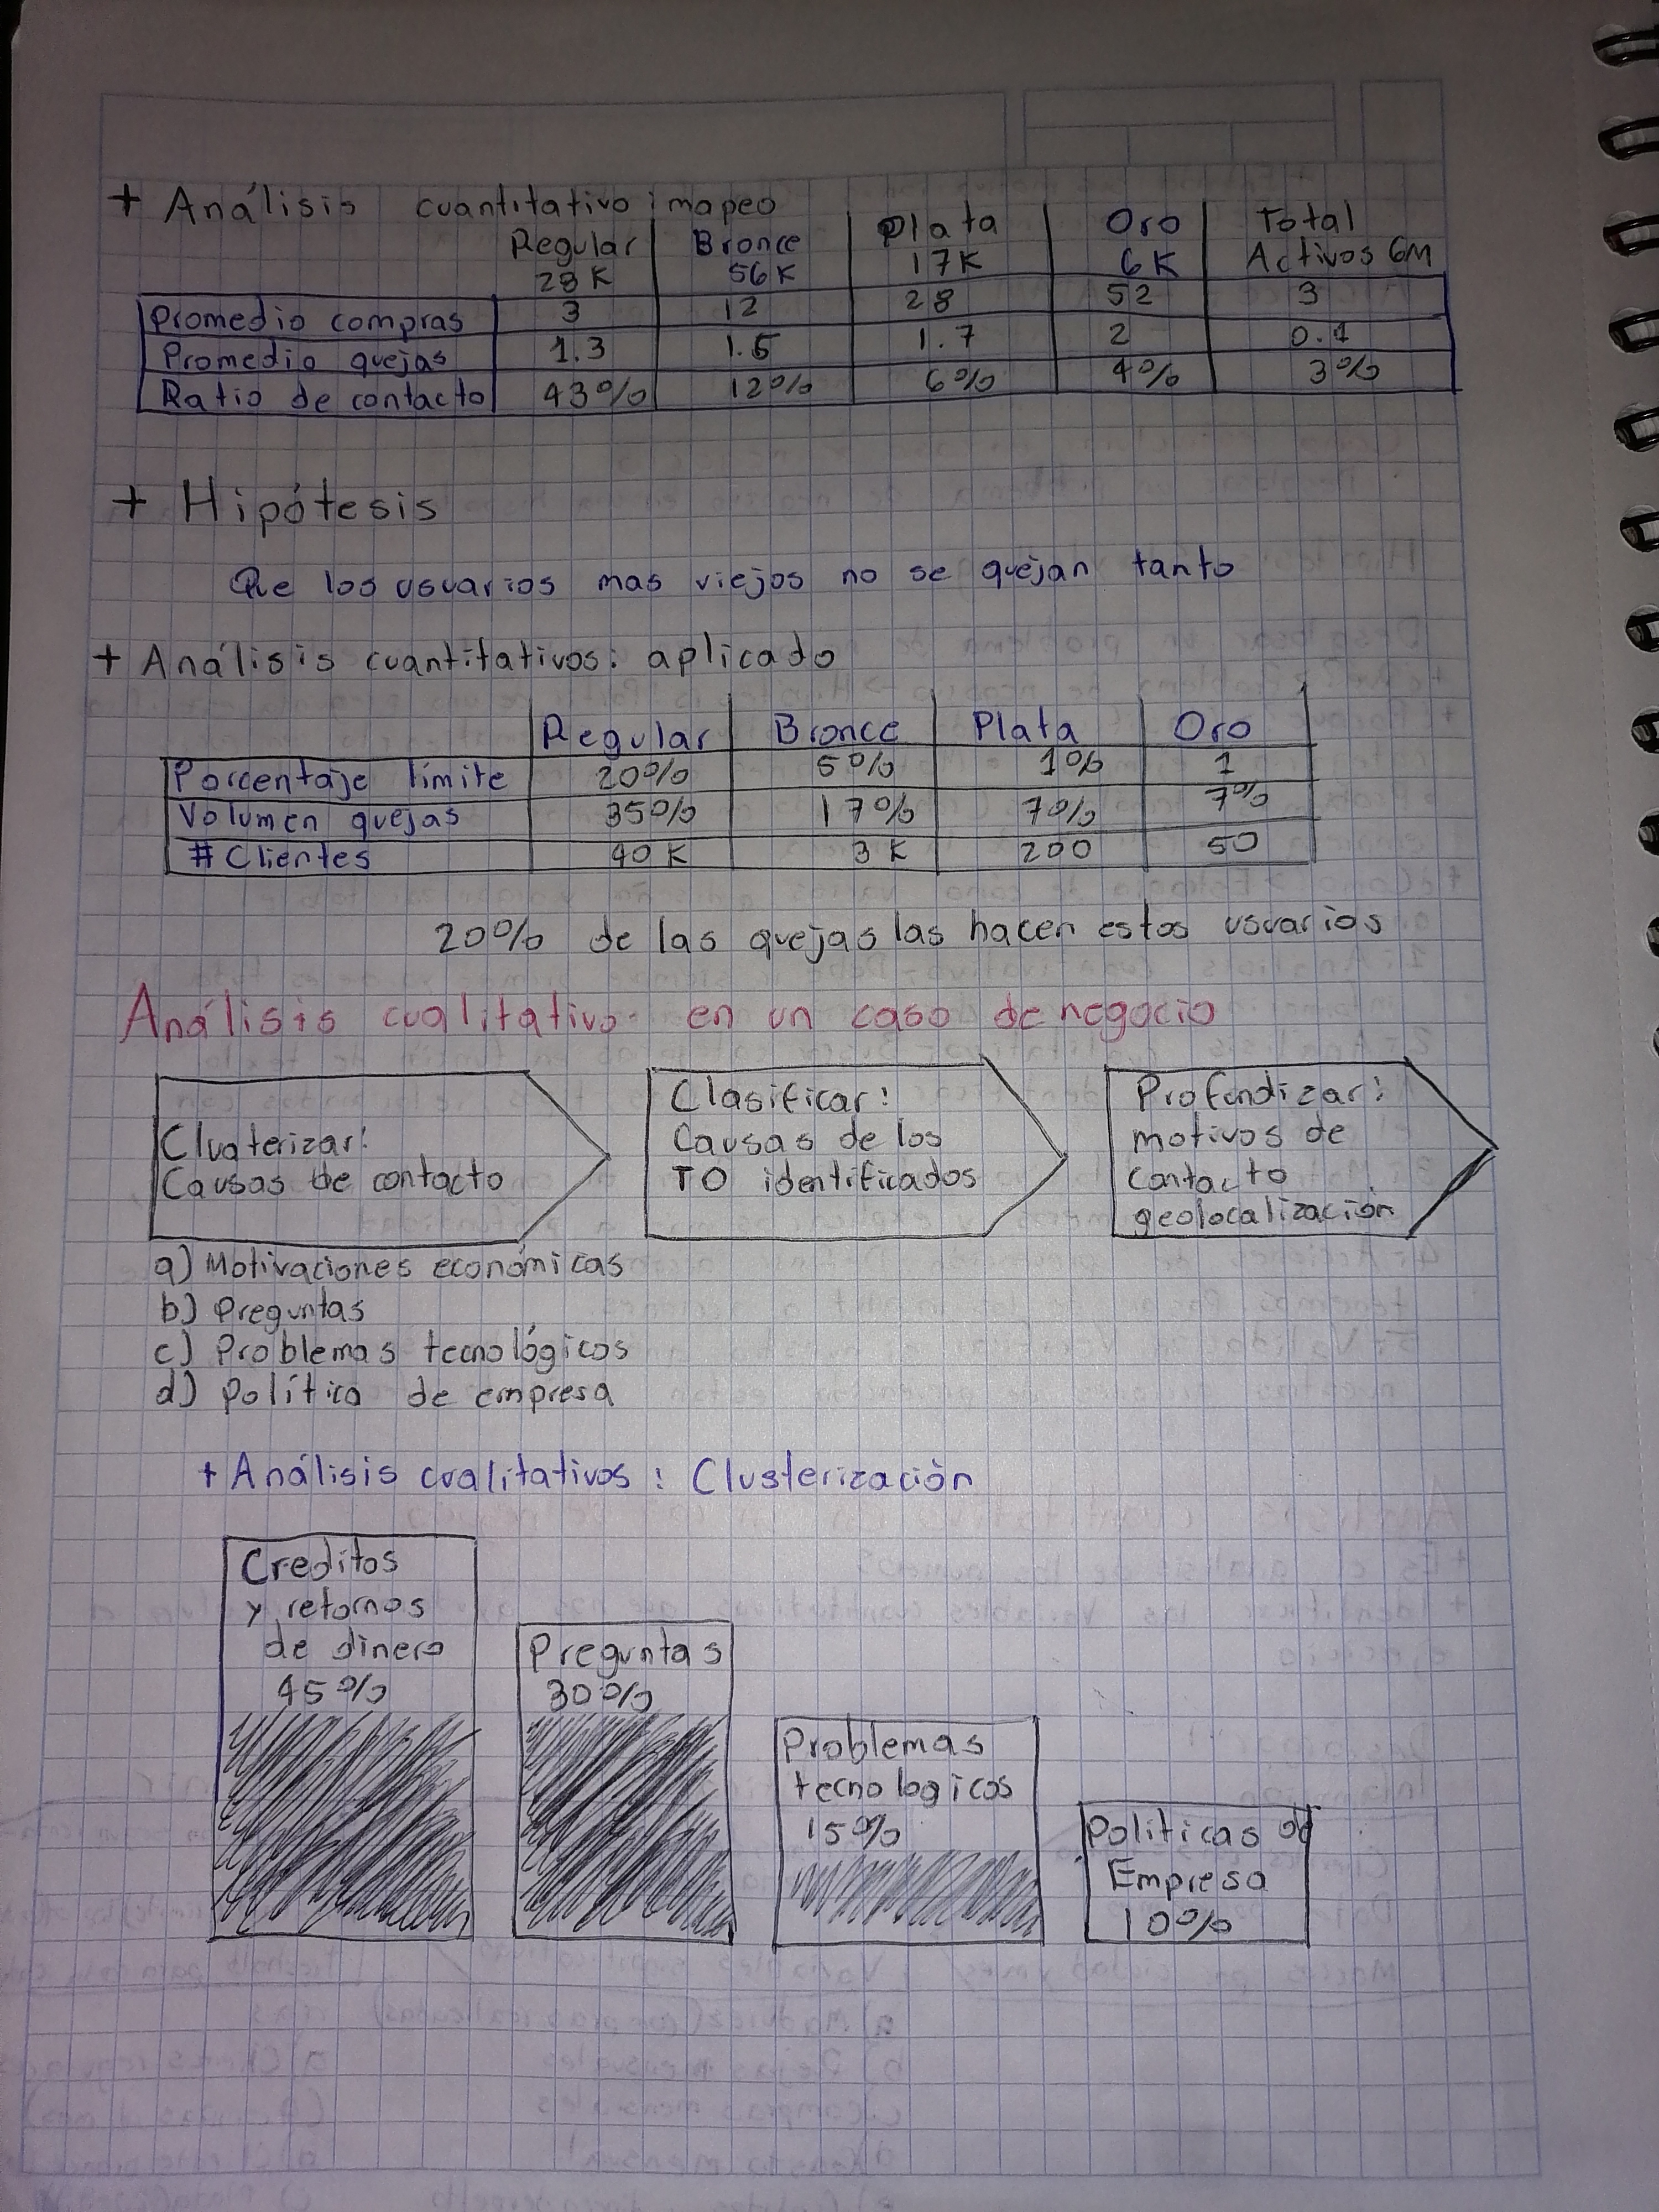 + Análisis cuantitativo: mapeo
Regular Bronce Plata Oro Total
28K 56K 17K 6K Activos 6M
Promedio compras 3 12 28 52 3
Promedio quejas 1.3 1.5 1.7 2 0.1
Ratio de contacto 43% 12% 6% 4% 3%
+ Hipótesis
Que los usuarios mas viejos no se quejan tanto
+ Análisis cuantitativos: aplicado
Regular Bronce Plata Oro
Porcentaje límite 20% 5% 1% 1
Volumen quejas 35% 17% 7% 7%
# Clientes 40K 3K 200 50
20% de las quejas las hacen estos usuarios
Análisis cualitativo en un caso de negocio
Clusterizar:
Causas de contacto
Clasificar:
Causas de los
TO identificados
Profundizar:
motivos de
contacto
geolocalización
a) Motivaciones económicas
b) Preguntas
c) Problemas tecnológicos
d) Política de empresa
+ Análisis cualitativos: Clusterización
Creditos
y retornos
de dinero
45%
Preguntas
30%
Problemas
tecnologicos
15%
Politicas de
Empresa
10%